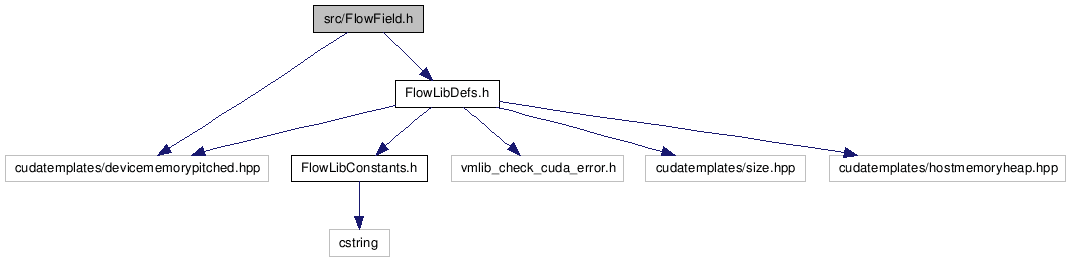 src/FlowField.h
FlowLibDefs.h
cudatemplates/devicememorypitched.hpp
FlowLibConstants.h
vmlib_check_cuda_error.h
cudatemplates/size.hpp
cudatemplates/hostmemoryheap.hpp
cstring